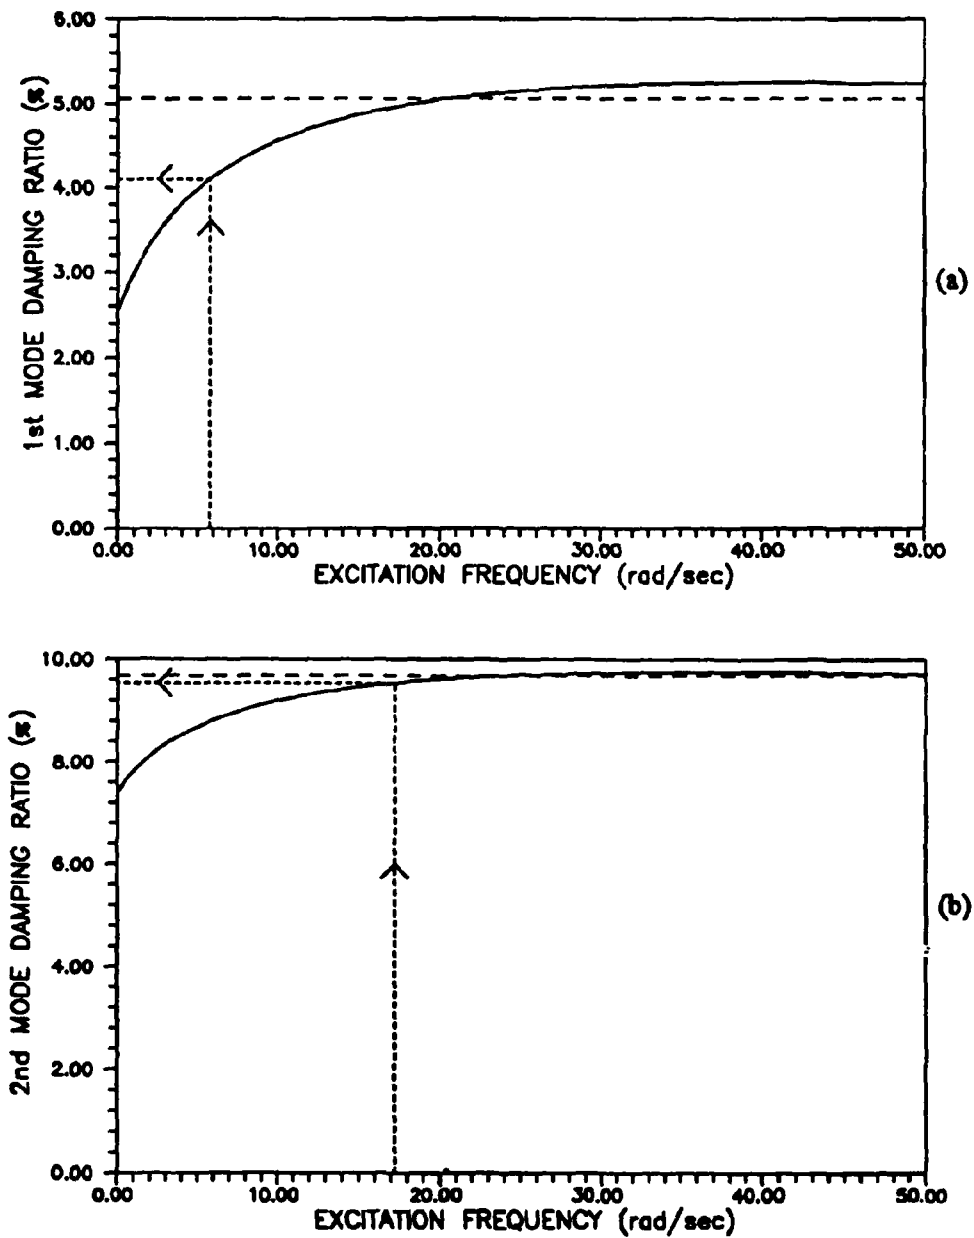 6.00
5.00
4.00
3.00
2.00
1.00
0.00
1st MODE DAMPING RATIO (%)
0.00 10.00 20.00 30.00 40.00 50.00
EXCITATION FREQUENCY (rad/sec)
(a)
10.00
8.00
6.00
4.00
2.00
0.00
2nd MODE DAMPING RATIO (%)
0.00 10.00 20.00 30.00 40.00 50.00
EXCITATION FREQUENCY (rad/sec)
(b)